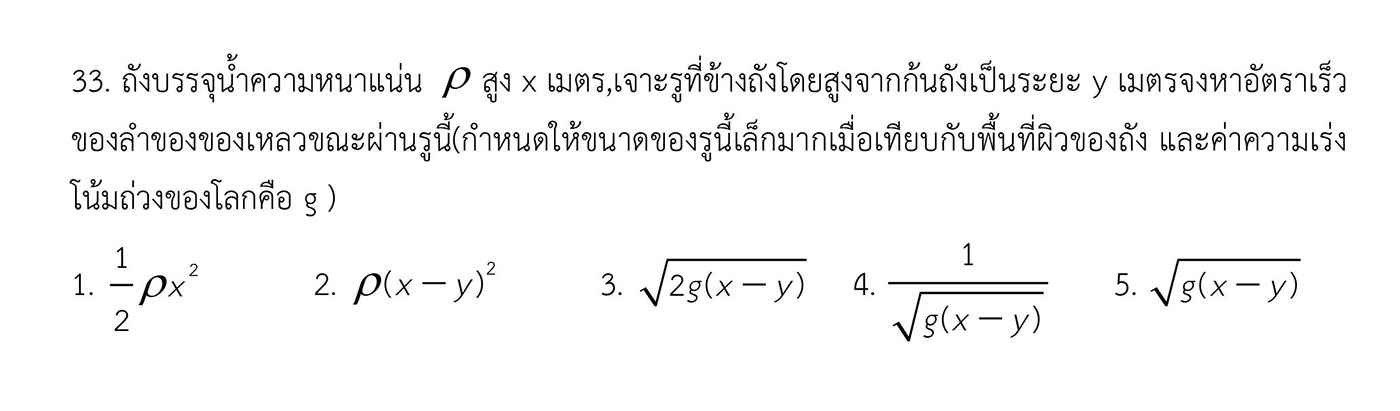 33. ถังบรรจุน้ำความหนาแน่น ρ สูง x เมตร,เจาะรูที่ข้างถังโดยสูงจากก้นถังเป็นระยะ y เมตรจงหาอัตราเร็ว
ของลำของของเหลวขณะผ่านรูนี้(กำหนดให้ขนาดของรูนี้เล็กมากเมื่อเทียบกับพื้นที่ผิวของถัง และค่าความเร่ง
โน้มถ่วงของโลกคือ g )
1. \frac{1}{2}ρx² 2. ρ(x − y)² 3. √(2g(x − y)) 4. \frac{1}{√(g(x − y))} 5. √(g(x − y))